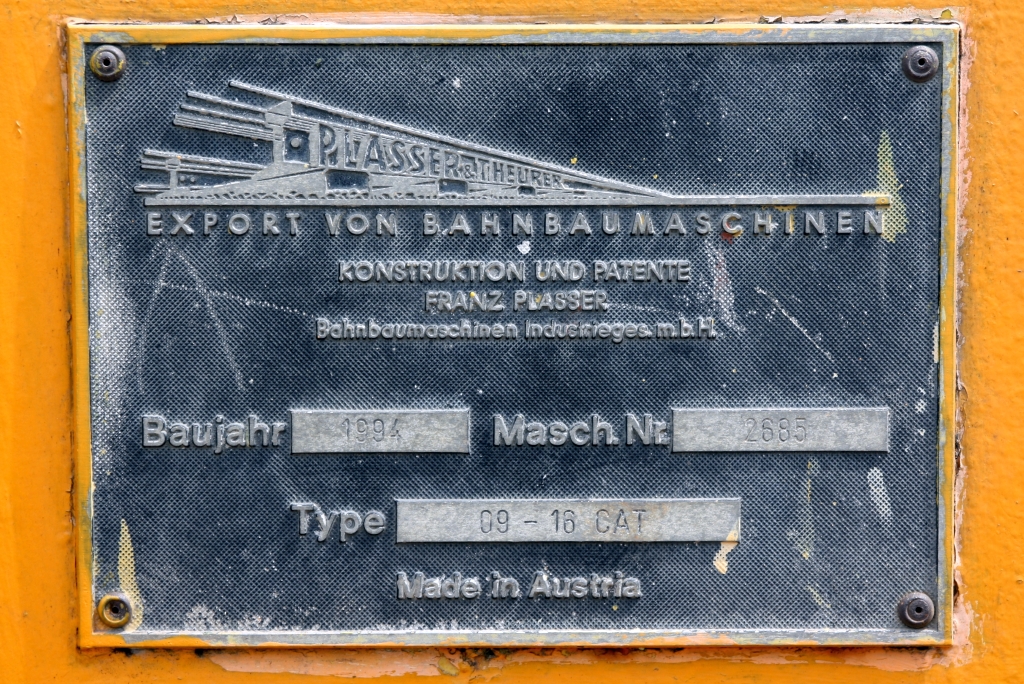 PLASSER & THEURER
EXPORT VON BAHNBAUMASCHINEN
KONSTRUKTION UND PATENTE
FRANZ PLASSER
Bahnbaumaschinen Industrieges.m.b.H.
Baujahr 1994 Masch.Nr. 2685
Type 09 - 16 CAT
Made in Austria